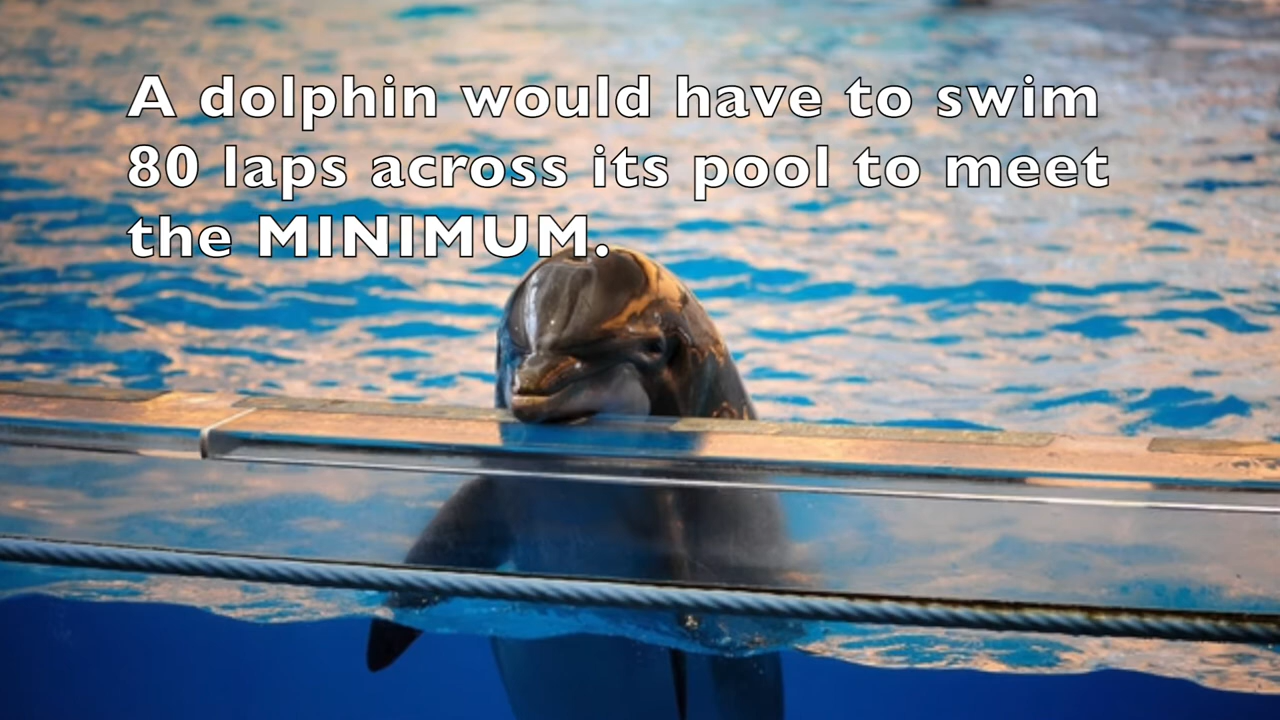 A dolphin would have to swim
80 laps across its pool to meet
the MINIMUM.